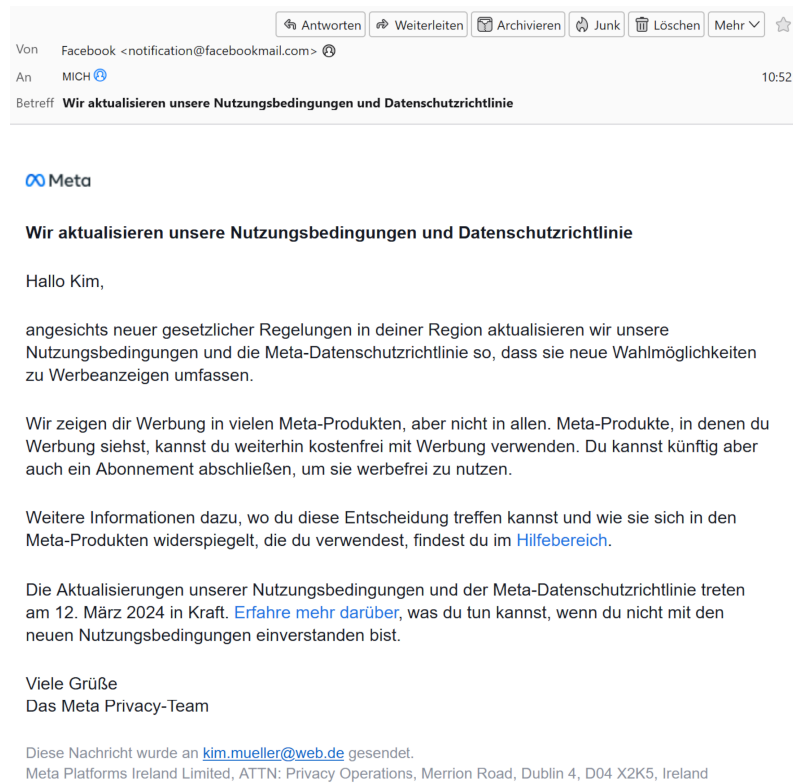 Antworten Weiterleiten Archivieren Junk Löschen Mehr
Von Facebook <notification@facebookmail.com>
An MICH 10:52
Betreff Wir aktualisieren unsere Nutzungsbedingungen und Datenschutzrichtlinie
Meta
Wir aktualisieren unsere Nutzungsbedingungen und Datenschutzrichtlinie
Hallo Kim,
angesichts neuer gesetzlicher Regelungen in deiner Region aktualisieren wir unsere
Nutzungsbedingungen und die Meta-Datenschutzrichtlinie so, dass sie neue Wahlmöglichkeiten
zu Werbeanzeigen umfassen.
Wir zeigen dir Werbung in vielen Meta-Produkten, aber nicht in allen. Meta-Produkte, in denen du
Werbung siehst, kannst du weiterhin kostenfrei mit Werbung verwenden. Du kannst künftig aber
auch ein Abonnement abschließen, um sie werbefrei zu nutzen.
Weitere Informationen dazu, wo du diese Entscheidung treffen kannst und wie sie sich in den
Meta-Produkten widerspiegelt, die du verwendest, findest du im Hilfebereich.
Die Aktualisierungen unserer Nutzungsbedingungen und der Meta-Datenschutzrichtlinie treten
am 12. März 2024 in Kraft. Erfahre mehr darüber, was du tun kannst, wenn du nicht mit den
neuen Nutzungsbedingungen einverstanden bist.
Viele Grüße
Das Meta Privacy-Team
Diese Nachricht wurde an kim.mueller@web.de gesendet.
Meta Platforms Ireland Limited, ATTN: Privacy Operations, Merrion Road, Dublin 4, D04 X2K5, Ireland